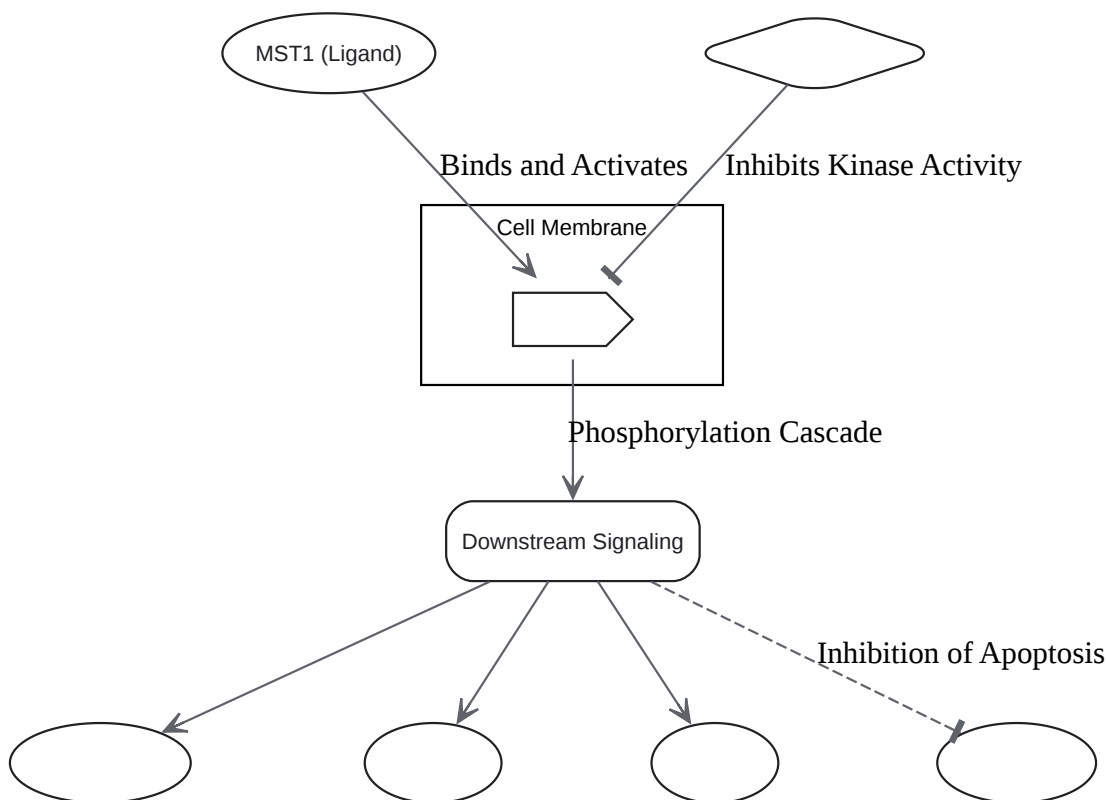 MST1 (Ligand)
Binds and Activates
Inhibits Kinase Activity
Cell Membrane
Phosphorylation Cascade
Downstream Signaling
Inhibition of Apoptosis